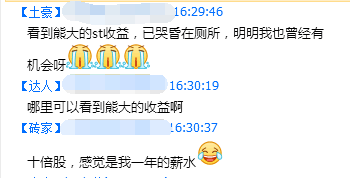 【土豪】 16:29:46
看到能大的st收益，已哭昏在厕所，明明我也曾经有
机会呀
【达人】 16:30:19
哪里可以看到能大的收益啊
【砖家】 16:30:37
十倍股，感觉是我一年的薪水